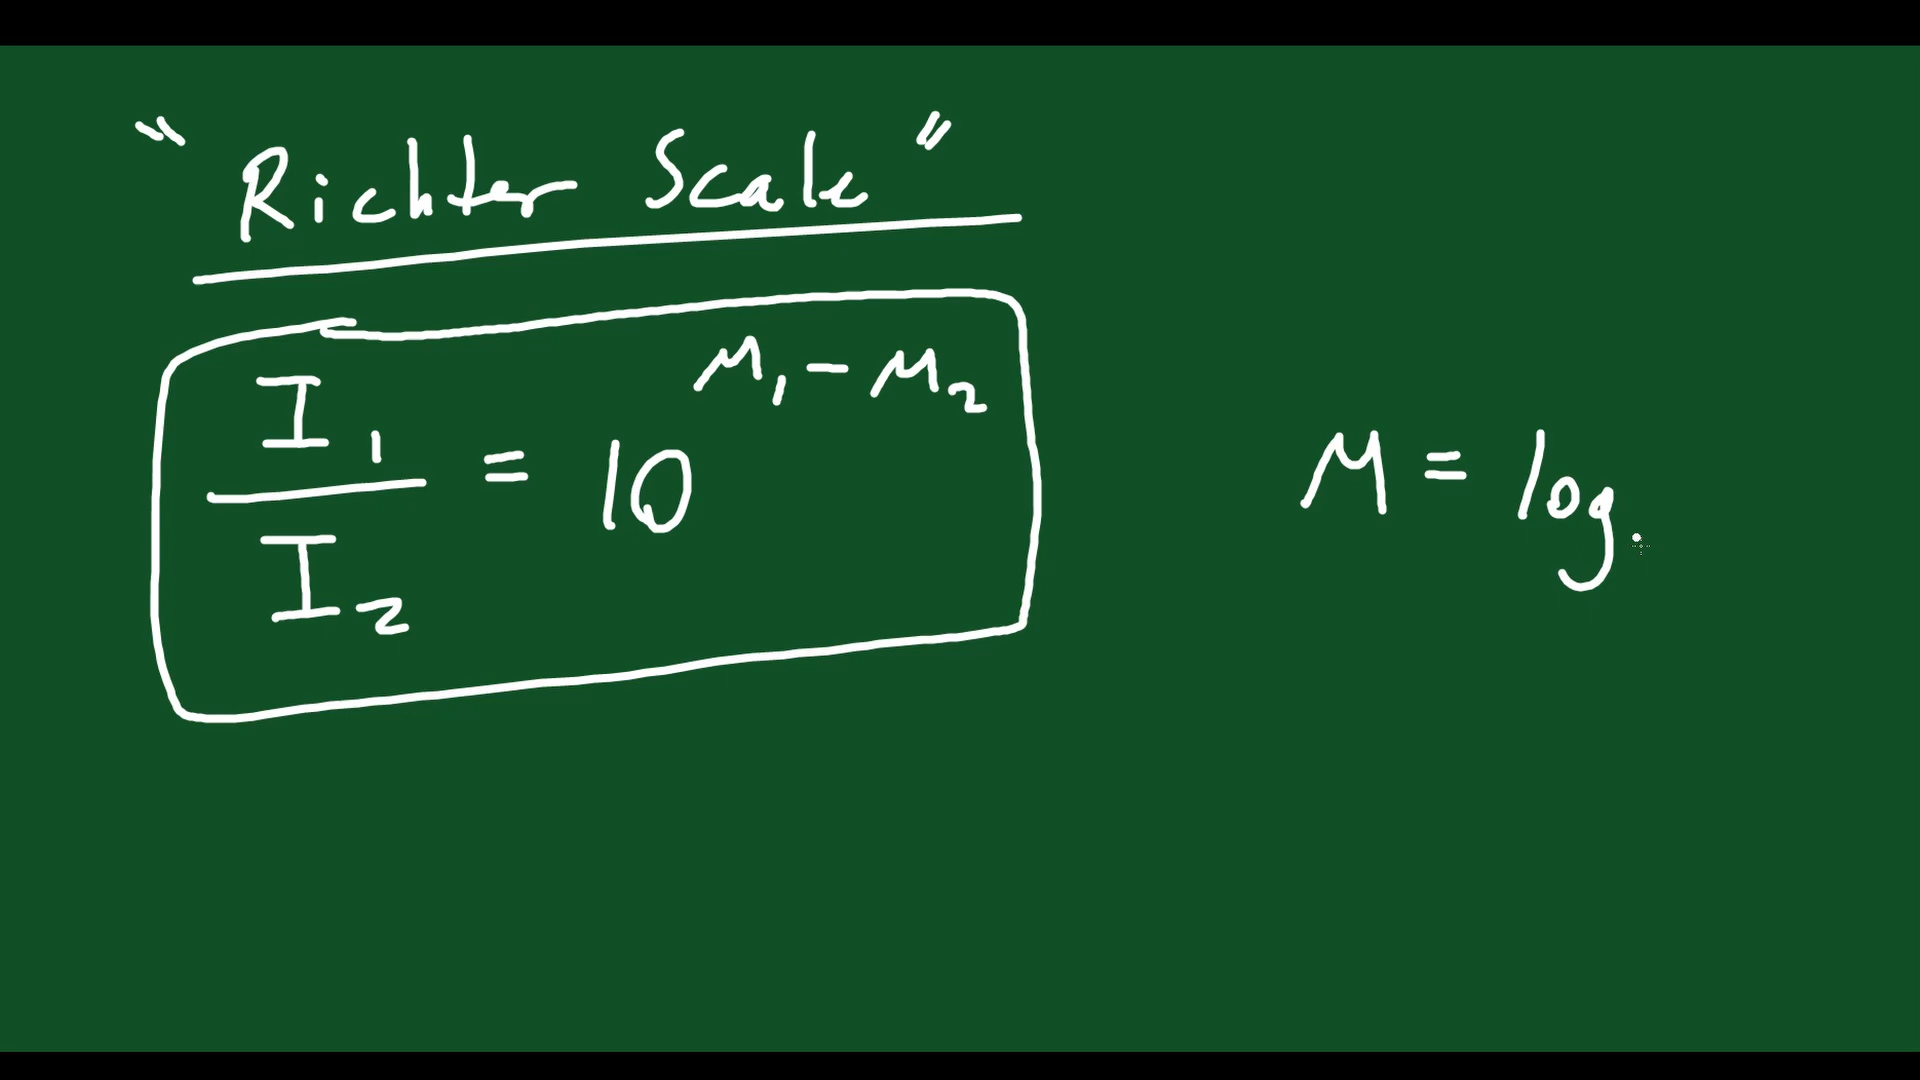 "Richter Scale"
I₁/I₂ = 10^(M₁-M₂)
M = log